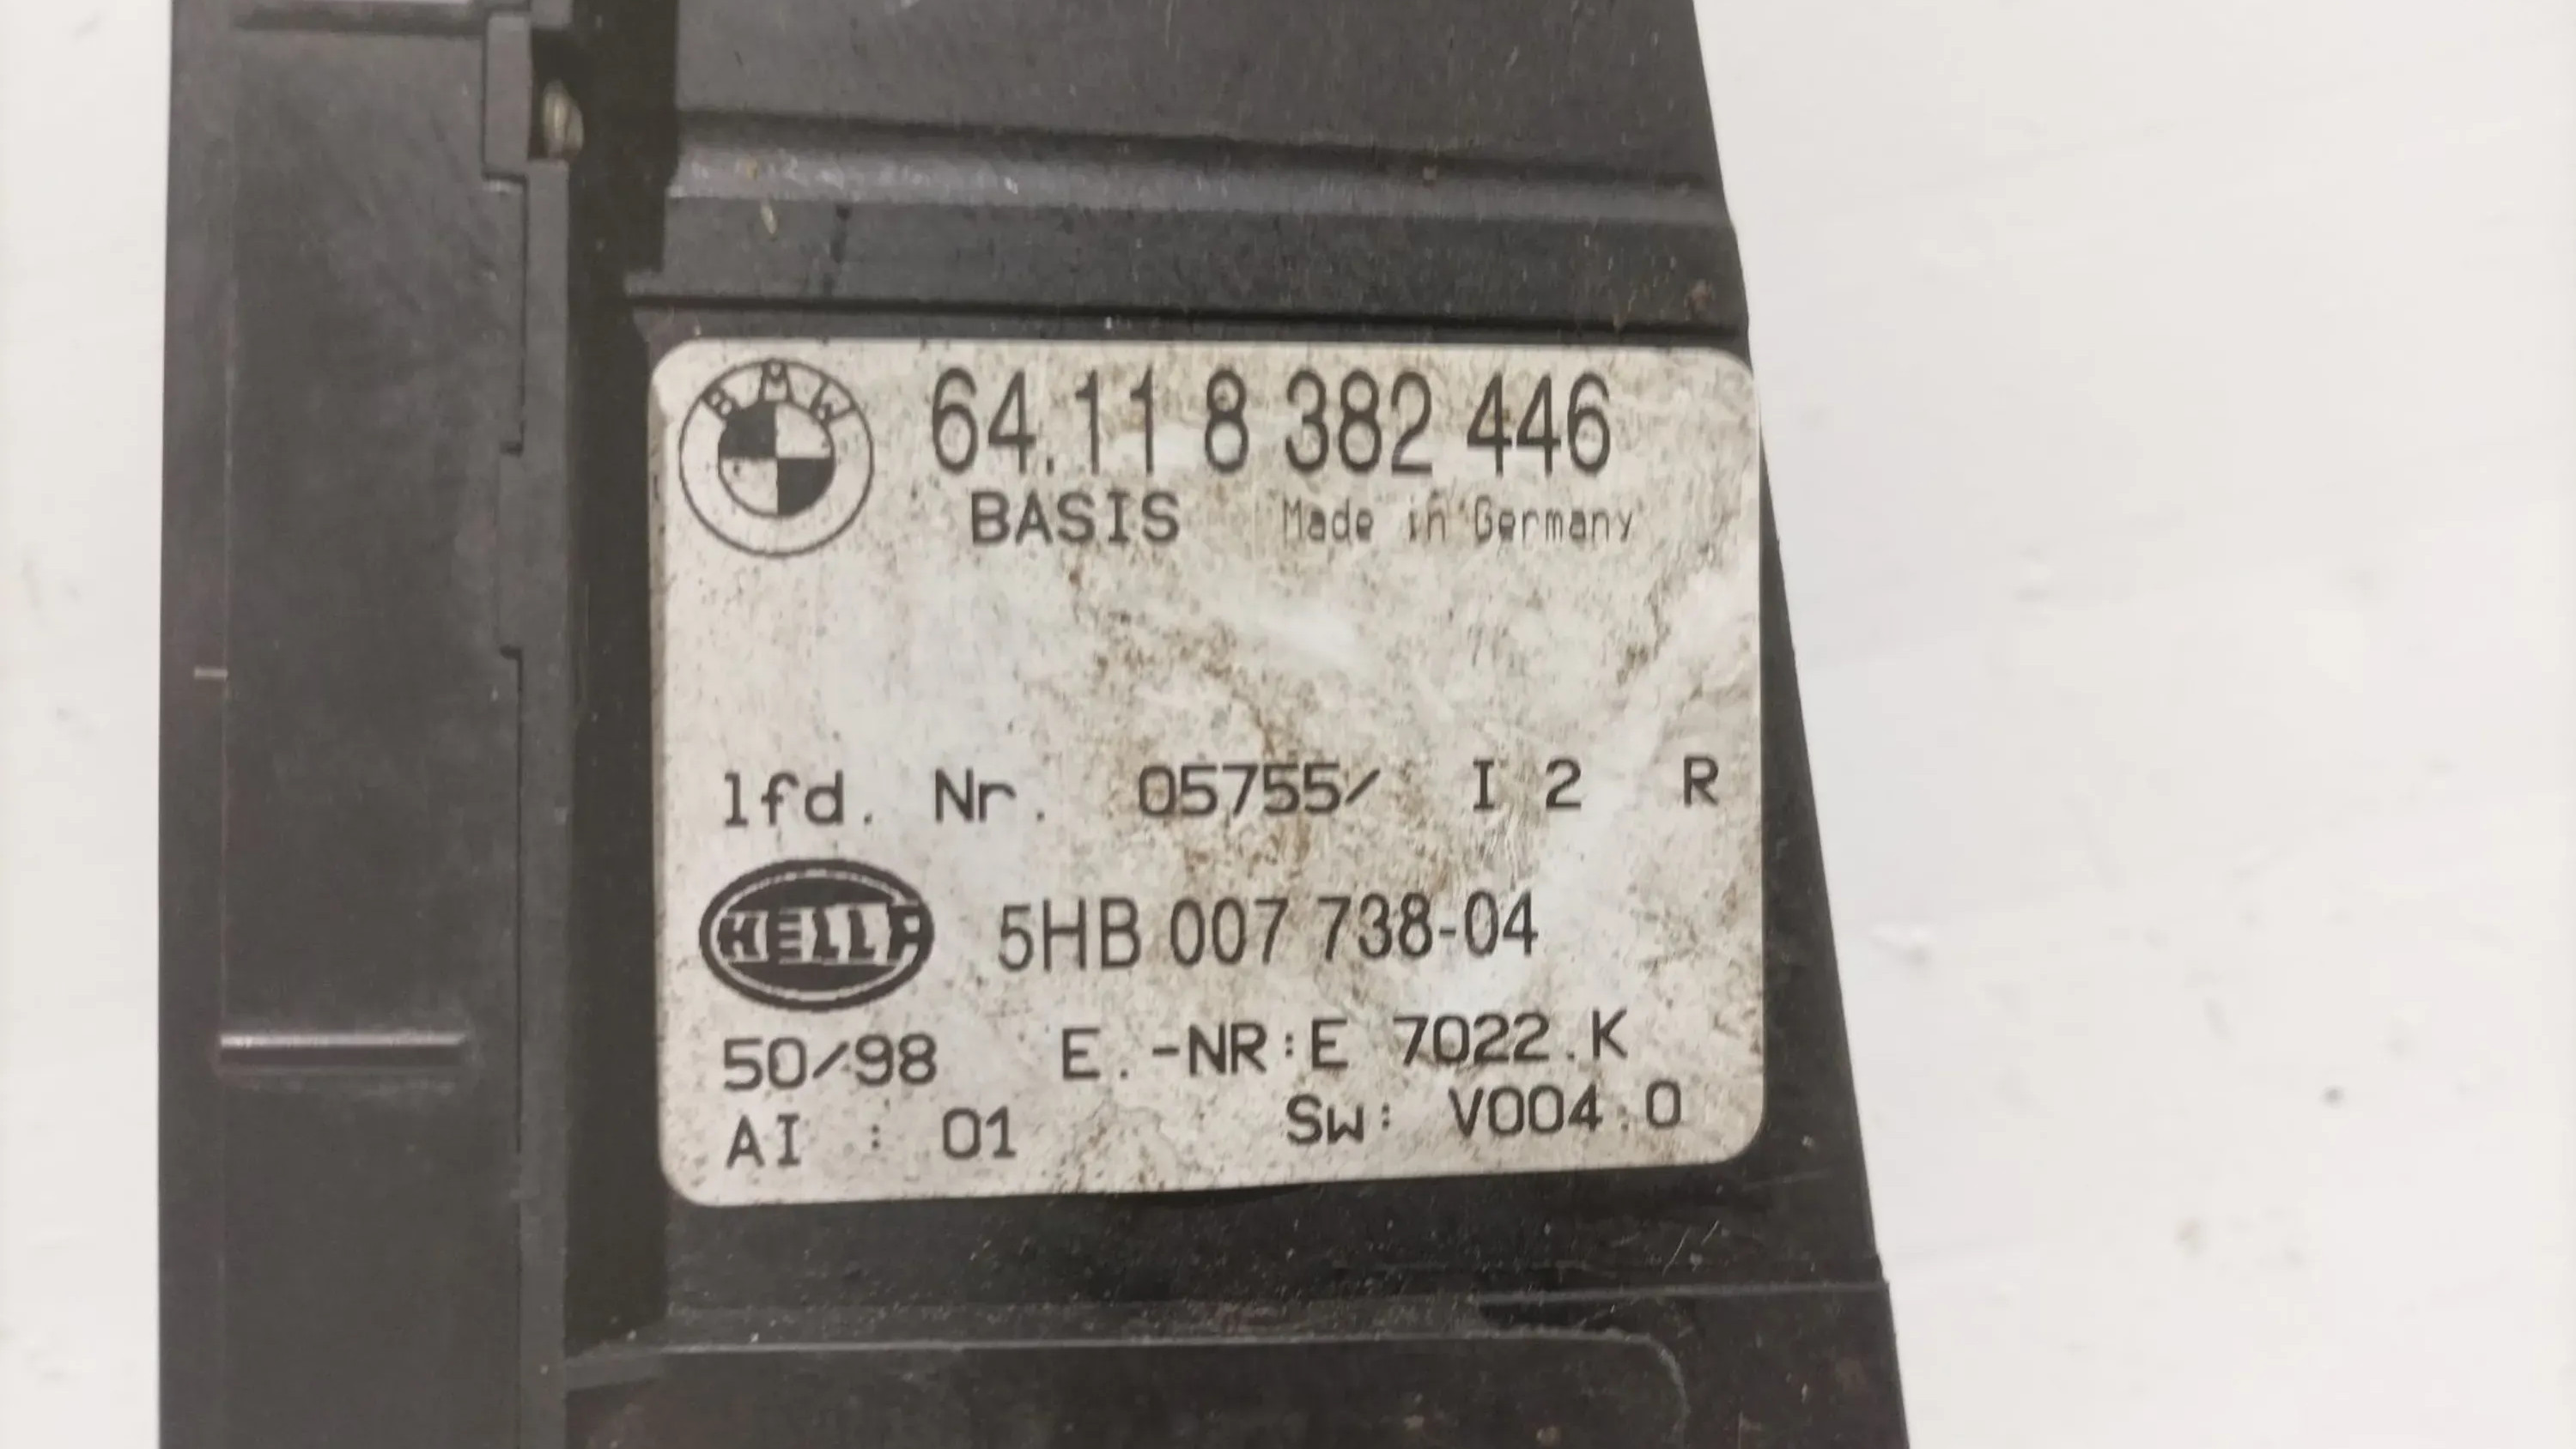 BMW 64.11 8 382 446
BASIS Made in Germany
lfd. Nr. 05755/ I 2 R
HELLA 5HB 007 738-04
50/98 E.-NR:E 7022.K
AI : 01 Sw: V004.0